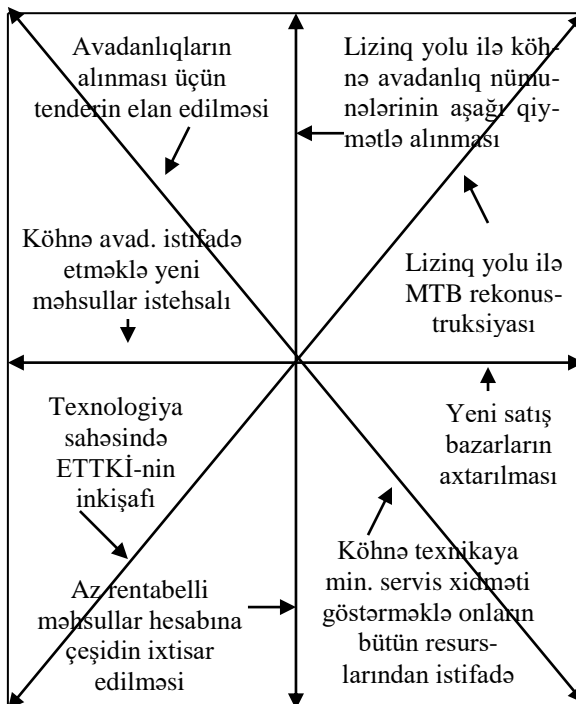 Avadanlıqların
alınması üçün
tenderin elan edilməsi
Lizinq yolu ilə köh-
nə avadanlıq nümu-
nələrinin aşağı qiy-
mətlə alınması
Köhnə avad. istifadə
etməklə yeni
məhsullar istehsalı
Lizinq yolu ilə
MTB rekonus-
truksiyası
Texnologiya
sahəsində
ETTKİ-nin
inkişafı
Yeni satış
bazarların
axtarılması
Az rentabelli
məhsullar hesabına
çeşidin ixtisar
edilməsi
Köhnə texnikaya
min. servis xidməti
göstərməklə onların
bütün resurs-
larından istifadə